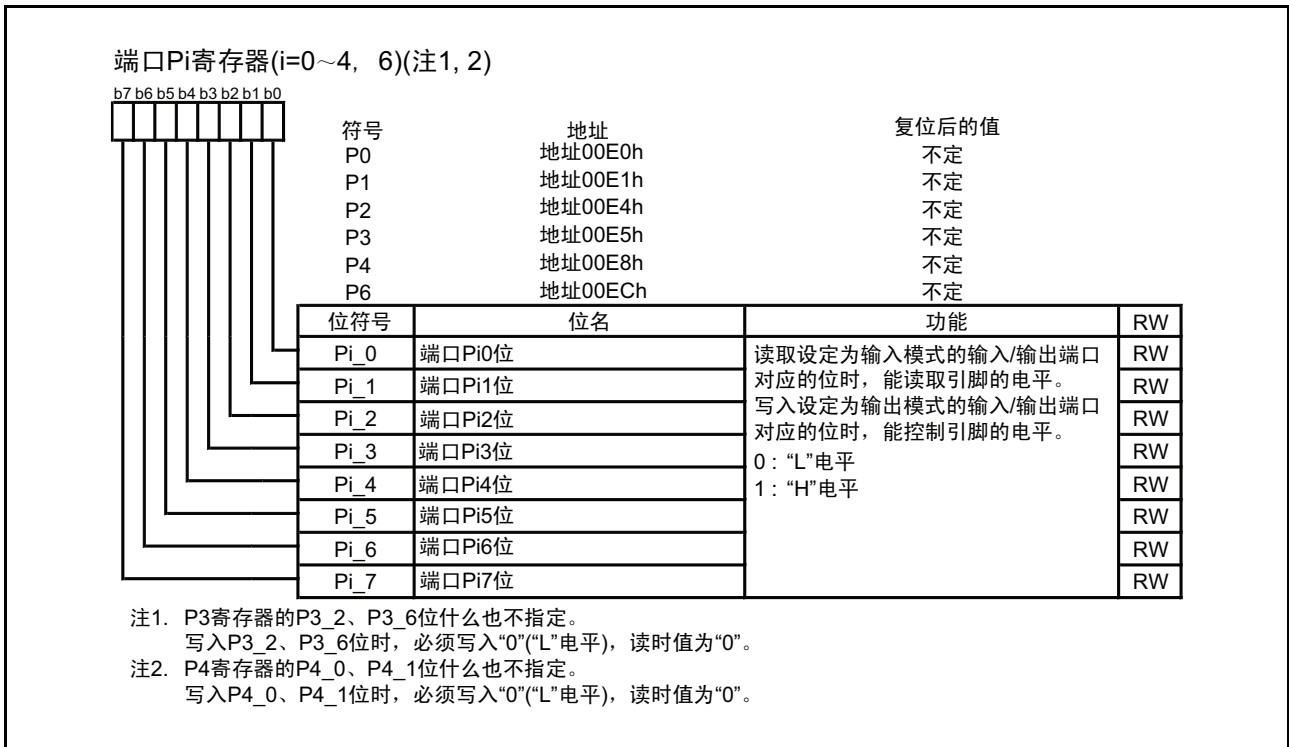 端口Pi寄存器(i=0～4，6)(注1, 2)
b7 b6 b5 b4 b3 b2 b1 b0
符号 地址 复位后的值
P0 地址00E0h 不定
P1 地址00E1h 不定
P2 地址00E4h 不定
P3 地址00E5h 不定
P4 地址00E8h 不定
P6 地址00ECh 不定
位符号 位名 功能 RW
Pi_0 端口Pi0位 RW
Pi_1 端口Pi1位 RW
Pi_2 端口Pi2位 RW
Pi_3 端口Pi3位 RW
Pi_4 端口Pi4位 RW
Pi_5 端口Pi5位 RW
Pi_6 端口Pi6位 RW
Pi_7 端口Pi7位 RW
读取设定为输入模式的输入/输出端口
对应的位时，能读取引脚的电平。
写入设定为输出模式的输入/输出端口
对应的位时，能控制引脚的电平。
0：“L”电平
1：“H”电平
注1. P3寄存器的P3_2、P3_6位什么也不指定。
写入P3_2、P3_6位时，必须写入“0”(“L”电平)，读时值为“0”。
注2. P4寄存器的P4_0、P4_1位什么也不指定。
写入P4_0、P4_1位时，必须写入“0”(“L”电平)，读时值为“0”。